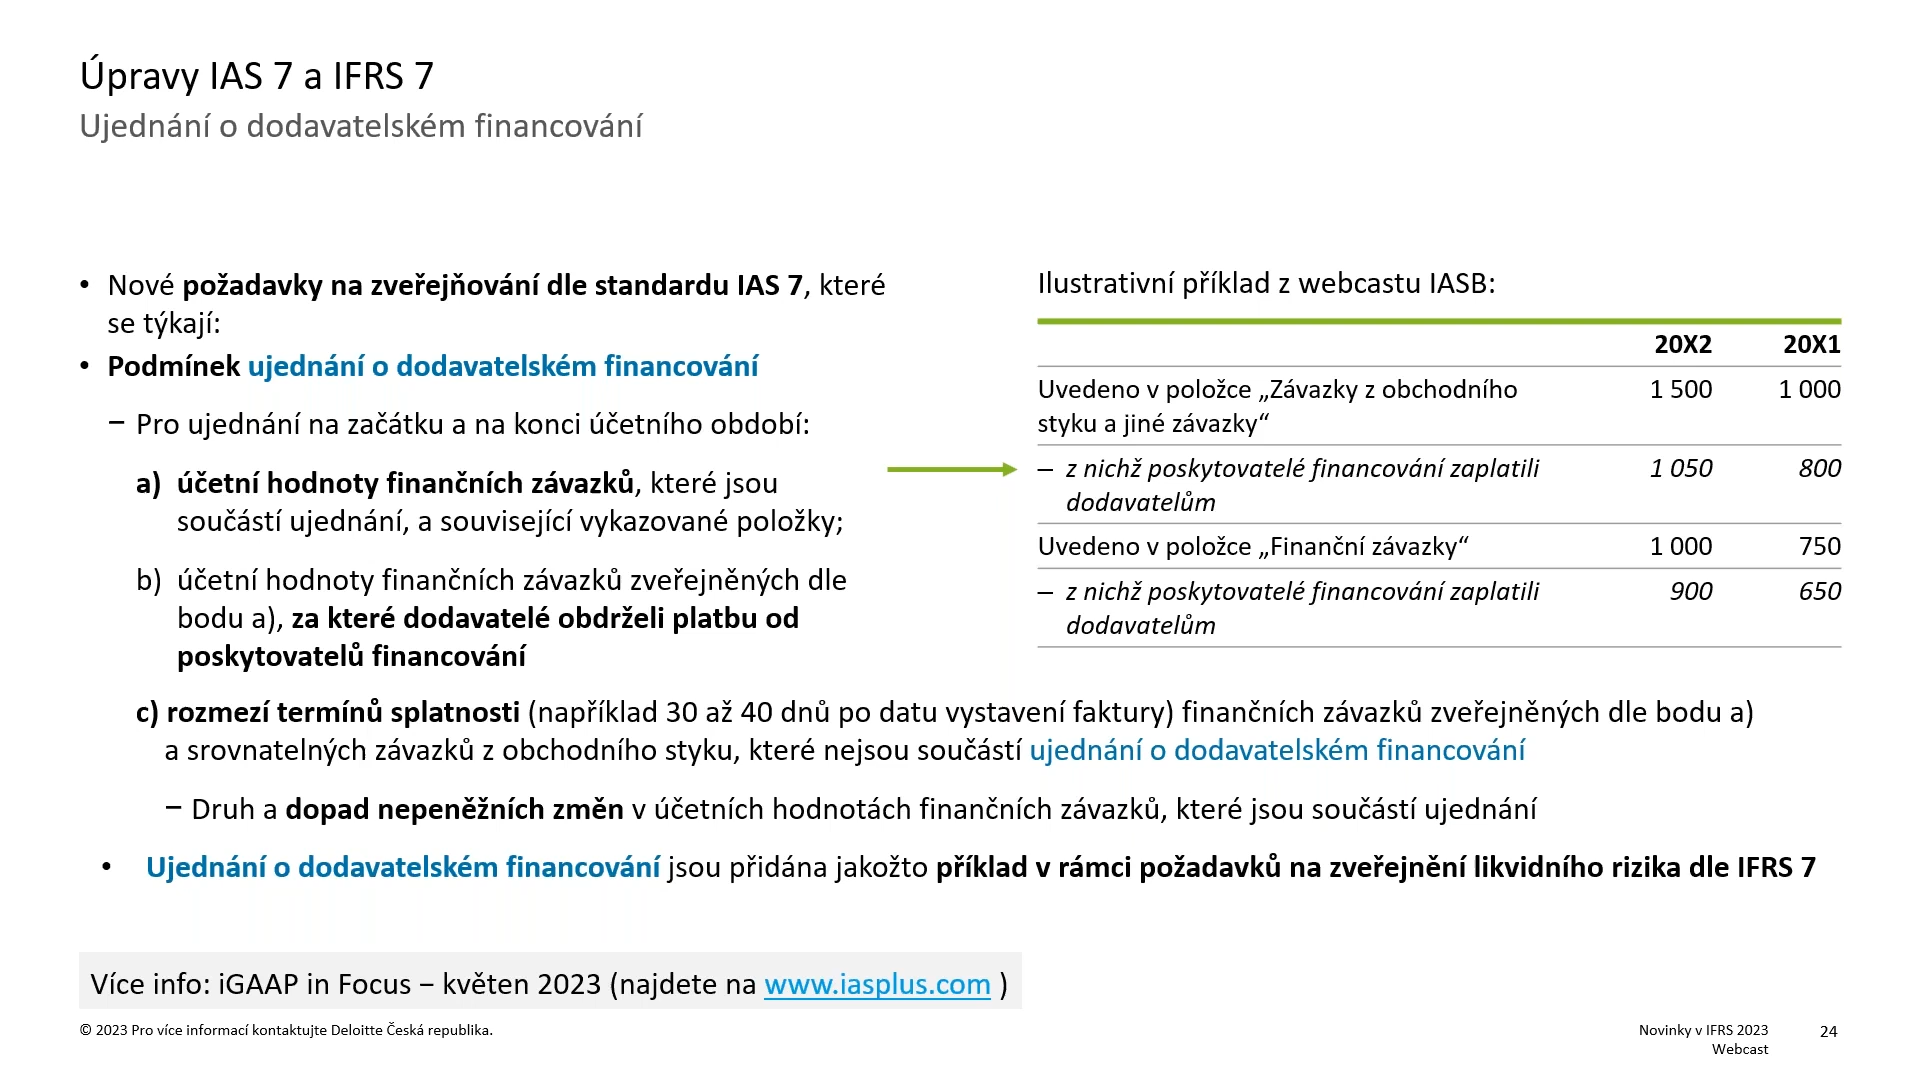 Úpravy IAS 7 a IFRS 7
Ujednání o dodavatelském financování
• Nové požadavky na zveřejňování dle standardu IAS 7, které
se týkají:
• Podmínek ujednání o dodavatelském financování
− Pro ujednání na začátku a na konci účetního období:
a) účetní hodnoty finančních závazků, které jsou
součástí ujednání, a související vykazované položky;
b) účetní hodnoty finančních závazků zveřejněných dle
bodu a), za které dodavatelé obdrželi platbu od
poskytovatelů financování
Ilustrativní příklad z webcastu IASB:
20X2 20X1
Uvedeno v položce „Závazky z obchodního 1 500 1 000
styku a jiné závazky“
– z nichž poskytovatelé financování zaplatili 1 050 800
dodavatelům
Uvedeno v položce „Finanční závazky“ 1 000 750
– z nichž poskytovatelé financování zaplatili 900 650
dodavatelům
c) rozmezí termínů splatnosti (například 30 až 40 dnů po datu vystavení faktury) finančních závazků zveřejněných dle bodu a)
a srovnatelných závazků z obchodního styku, které nejsou součástí ujednání o dodavatelském financování
− Druh a dopad nepeněžních změn v účetních hodnotách finančních závazků, které jsou součástí ujednání
• Ujednání o dodavatelském financování jsou přidána jakožto příklad v rámci požadavků na zveřejnění likvidního rizika dle IFRS 7
Více info: iGAAP in Focus − květen 2023 (najdete na www.iasplus.com )
© 2023 Pro více informací kontaktujte Deloitte Česká republika.
Novinky v IFRS 2023 24
Webcast